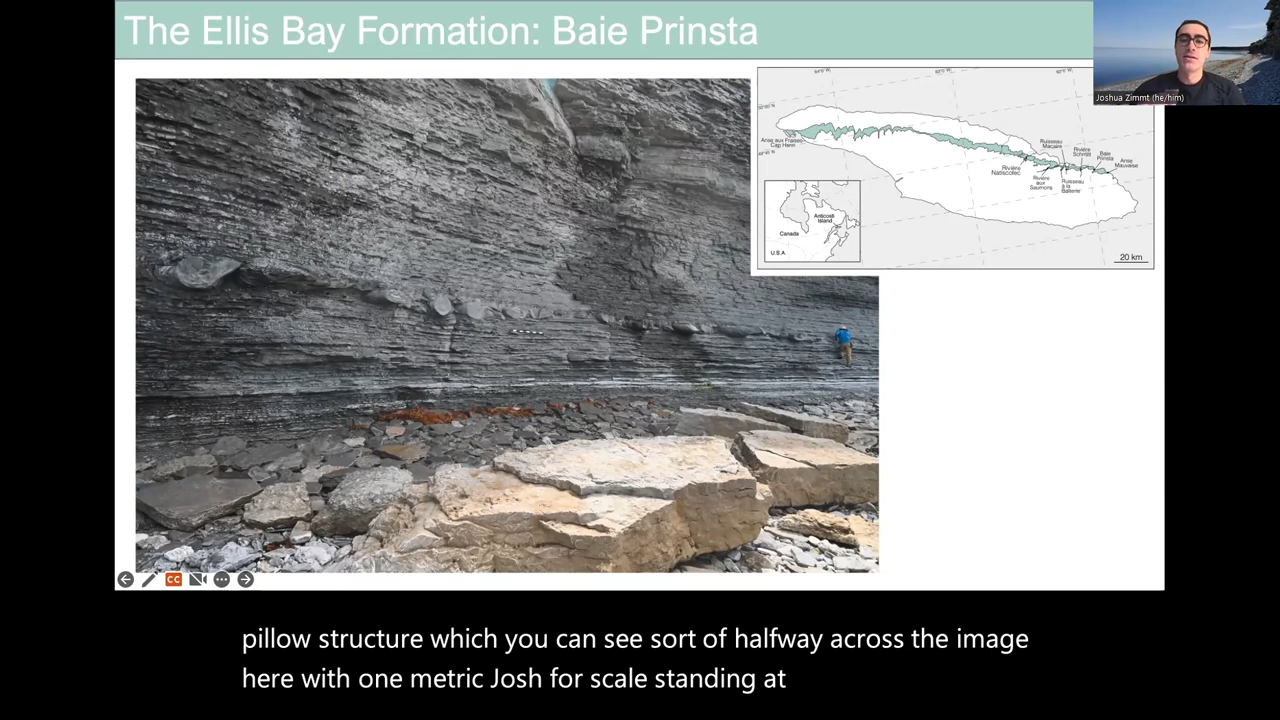 The Ellis Bay Formation: Baie Prinsta
Joshua Zimmt (he/him)
Anse aux Fraises
Cap Henri
Rivière
Natiscotec
Rivière
aux
Saumons
Ruisseau
Macaire
Ruisseau
à la
Batterie
Rivière
Schmitt
Baie
Prinsta
Anse
Mauvaise
Anticosti
Island
Canada
U.S.A.
20 km
CC
pillow structure which you can see sort of halfway across the image
here with one metric Josh for scale standing at